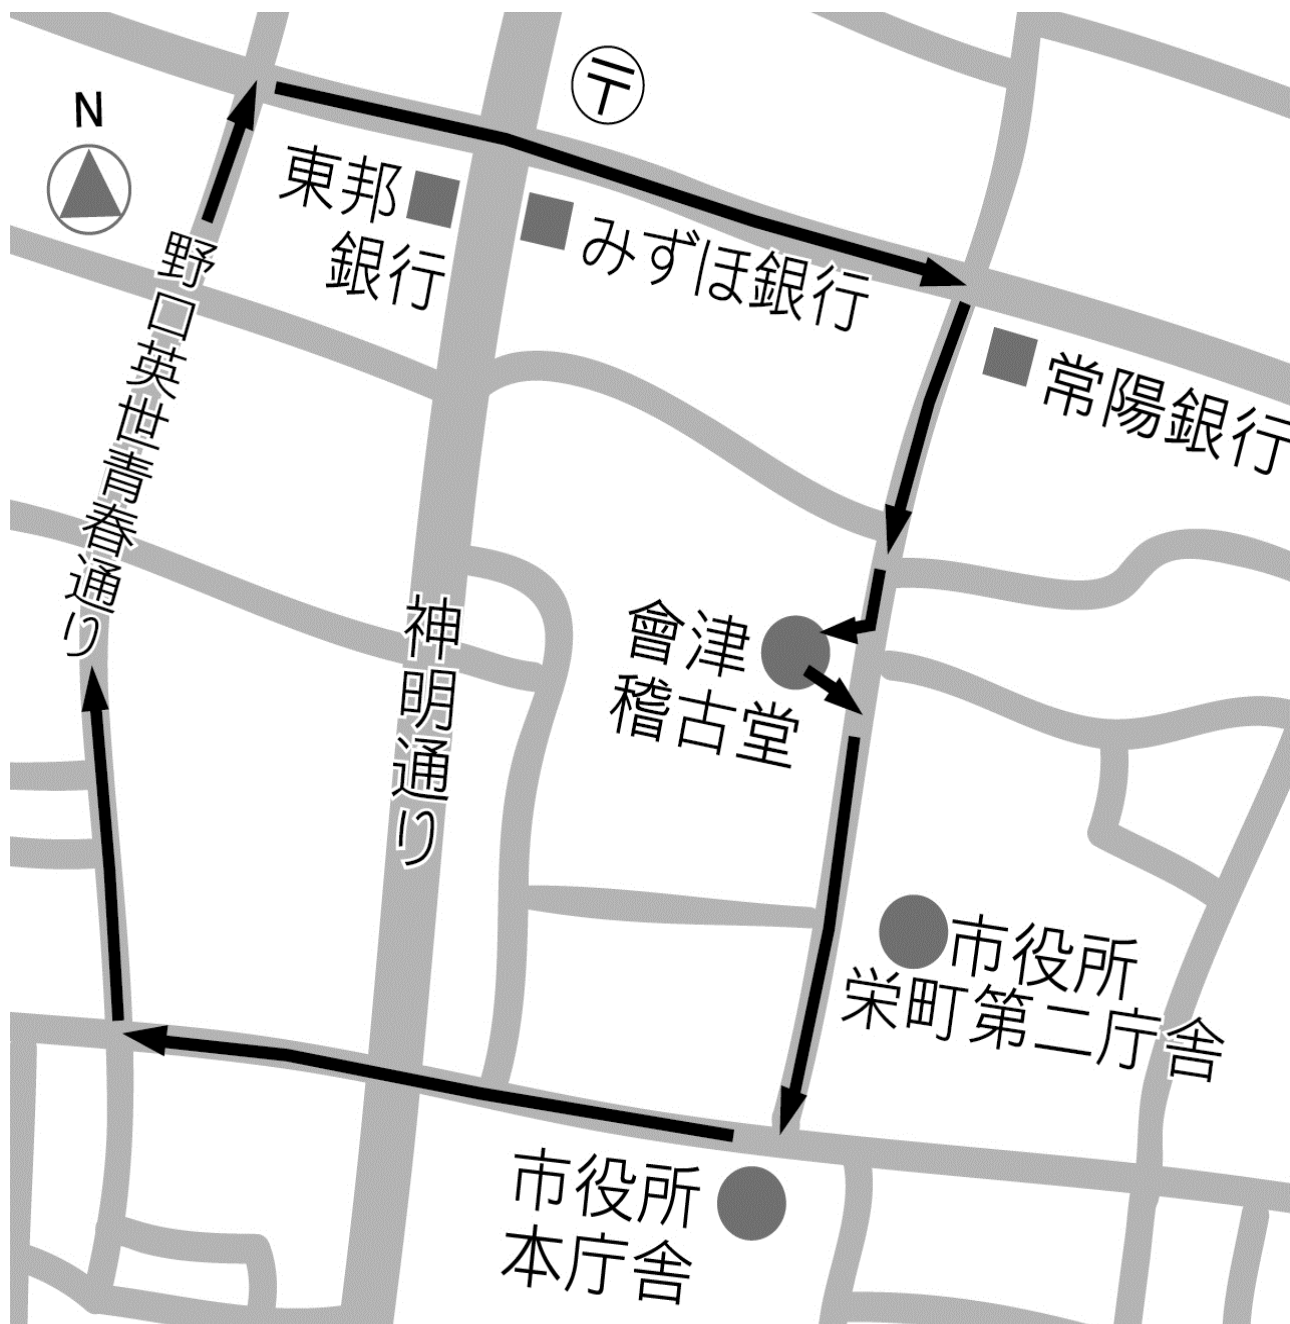 N
〒
東邦
銀行
みずほ銀行
常陽銀行
野口英世青春通り
神明通り
會津
稽古堂
市役所
栄町第二庁舎
市役所
本庁舎